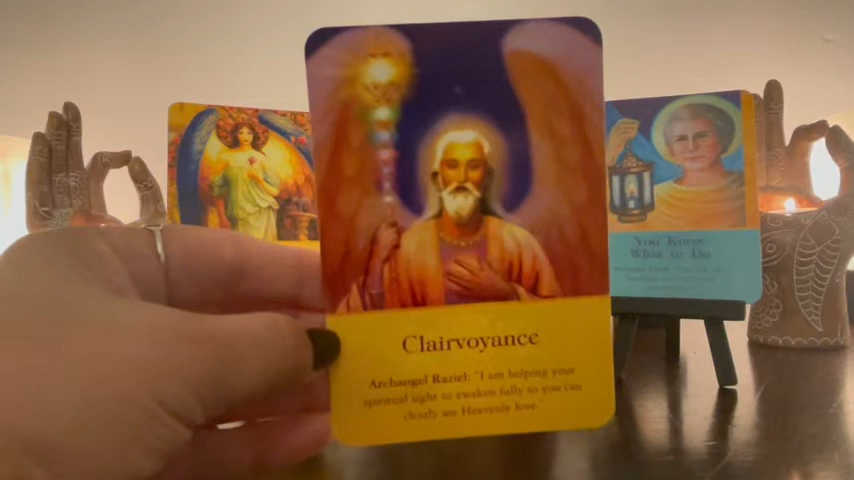 Clairvoyance
Archangel Raziel: "I am helping your
spiritual sight to awaken fully so you can
clearly see Heavenly love."
You Know
What to Do